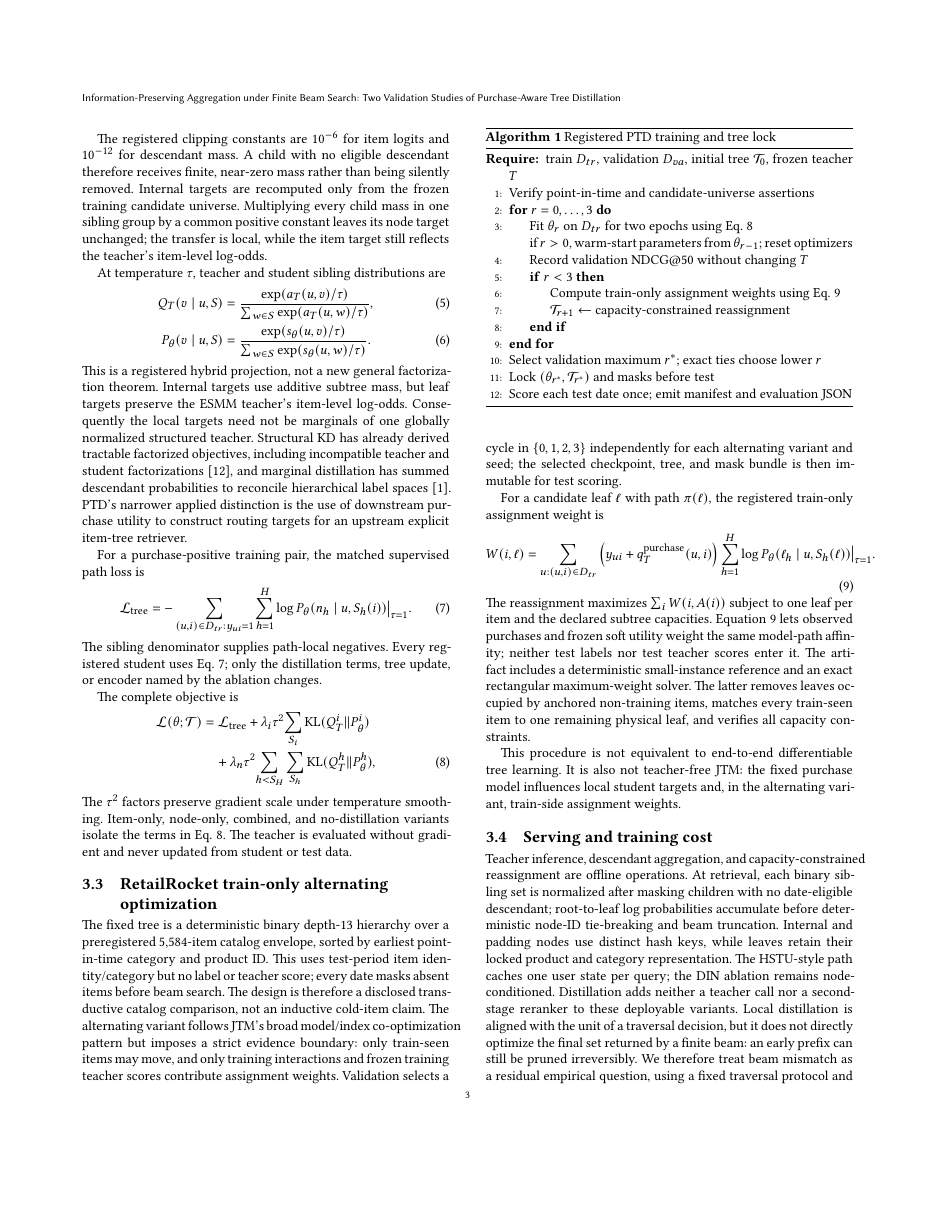 Information-Preserving Aggregation under Finite Beam Search: Two Validation Studies of Purchase-Aware Tree Distillation
The registered clipping constants are 10⁻⁶ for item logits and
10⁻¹² for descendant mass. A child with no eligible descendant
therefore receives finite, near-zero mass rather than being silently
removed. Internal targets are recomputed only from the frozen
training candidate universe. Multiplying every child mass in one
sibling group by a common positive constant leaves its node target
unchanged; the transfer is local, while the item target still reflects
the teacher's item-level log-odds.
At temperature τ, teacher and student sibling distributions are
Q_T(v | u, S) = exp(a_T(u, v)/τ) / ∑_{w∈S} exp(a_T(u, w)/τ), (5)
P_θ(v | u, S) = exp(s_θ(u, v)/τ) / ∑_{w∈S} exp(s_θ(u, w)/τ). (6)
This is a registered hybrid projection, not a new general factoriza-
tion theorem. Internal targets use additive subtree mass, but leaf
targets preserve the ESMM teacher's item-level log-odds. Conse-
quently the local targets need not be marginals of one globally
normalized structured teacher. Structural KD has already derived
tractable factorized objectives, including incompatible teacher and
student factorizations [12], and marginal distillation has summed
descendant probabilities to reconcile hierarchical label spaces [1].
PTD's narrower applied distinction is the use of downstream pur-
chase utility to construct routing targets for an upstream explicit
item-tree retriever.
For a purchase-positive training pair, the matched supervised
path loss is
ℒ_tree = − ∑_{(u,i)∈D_tr:y_ui=1} ∑_{h=1}^{H} log P_θ(n_h | u, S_h(i))|_{τ=1}. (7)
The sibling denominator supplies path-local negatives. Every reg-
istered student uses Eq. 7; only the distillation terms, tree update,
or encoder named by the ablation changes.
The complete objective is
ℒ(θ; 𝒯) = ℒ_tree + λ_i τ² ∑_{S_i} KL(Q_T^i ‖ P_θ^i)
+ λ_n τ² ∑_{h<S_H} ∑_{S_h} KL(Q_T^h ‖ P_θ^h), (8)
The τ² factors preserve gradient scale under temperature smooth-
ing. Item-only, node-only, combined, and no-distillation variants
isolate the terms in Eq. 8. The teacher is evaluated without gradi-
ent and never updated from student or test data.
3.3 RetailRocket train-only alternating
optimization
The fixed tree is a deterministic binary depth-13 hierarchy over a
preregistered 5,584-item catalog envelope, sorted by earliest point-
in-time category and product ID. This uses test-period item iden-
tity/category but no label or teacher score; every date masks absent
items before beam search. The design is therefore a disclosed trans-
ductive catalog comparison, not an inductive cold-item claim. The
alternating variant follows JTM's broad model/index co-optimization
pattern but imposes a strict evidence boundary: only train-seen
items may move, and only training interactions and frozen training
teacher scores contribute assignment weights. Validation selects a
Algorithm 1 Registered PTD training and tree lock
Require: train D_tr, validation D_va, initial tree 𝒯₀, frozen teacher
T
1: Verify point-in-time and candidate-universe assertions
2: for r = 0, . . . , 3 do
3: Fit θ_r on D_tr for two epochs using Eq. 8
if r > 0, warm-start parameters from θ_{r−1}; reset optimizers
4: Record validation NDCG@50 without changing T
5: if r < 3 then
6: Compute train-only assignment weights using Eq. 9
7: 𝒯_{r+1} ← capacity-constrained reassignment
8: end if
9: end for
10: Select validation maximum r*; exact ties choose lower r
11: Lock (θ_{r*}, 𝒯_{r*}) and masks before test
12: Score each test date once; emit manifest and evaluation JSON
cycle in {0, 1, 2, 3} independently for each alternating variant and
seed; the selected checkpoint, tree, and mask bundle is then im-
mutable for test scoring.
For a candidate leaf ℓ with path π(ℓ), the registered train-only
assignment weight is
W(i, ℓ) = ∑_{u:(u,i)∈D_tr} (y_ui + q_T^purchase(u, i)) ∑_{h=1}^{H} log P_θ(ℓ_h | u, S_h(ℓ))|_{τ=1}.
(9)
The reassignment maximizes ∑_i W(i, A(i)) subject to one leaf per
item and the declared subtree capacities. Equation 9 lets observed
purchases and frozen soft utility weight the same model-path affin-
ity; neither test labels nor test teacher scores enter it. The arti-
fact includes a deterministic small-instance reference and an exact
rectangular maximum-weight solver. The latter removes leaves oc-
cupied by anchored non-training items, matches every train-seen
item to one remaining physical leaf, and verifies all capacity con-
straints.
This procedure is not equivalent to end-to-end differentiable
tree learning. It is also not teacher-free JTM: the fixed purchase
model influences local student targets and, in the alternating vari-
ant, train-side assignment weights.
3.4 Serving and training cost
Teacher inference, descendant aggregation, and capacity-constrained
reassignment are offline operations. At retrieval, each binary sib-
ling set is normalized after masking children with no date-eligible
descendant; root-to-leaf log probabilities accumulate before deter-
ministic node-ID tie-breaking and beam truncation. Internal and
padding nodes use distinct hash keys, while leaves retain their
locked product and category representation. The HSTU-style path
caches one user state per query; the DIN ablation remains node-
conditioned. Distillation adds neither a teacher call nor a second-
stage reranker to these deployable variants. Local distillation is
aligned with the unit of a traversal decision, but it does not directly
optimize the final set returned by a finite beam: an early prefix can
still be pruned irreversibly. We therefore treat beam mismatch as
a residual empirical question, using a fixed traversal protocol and
3